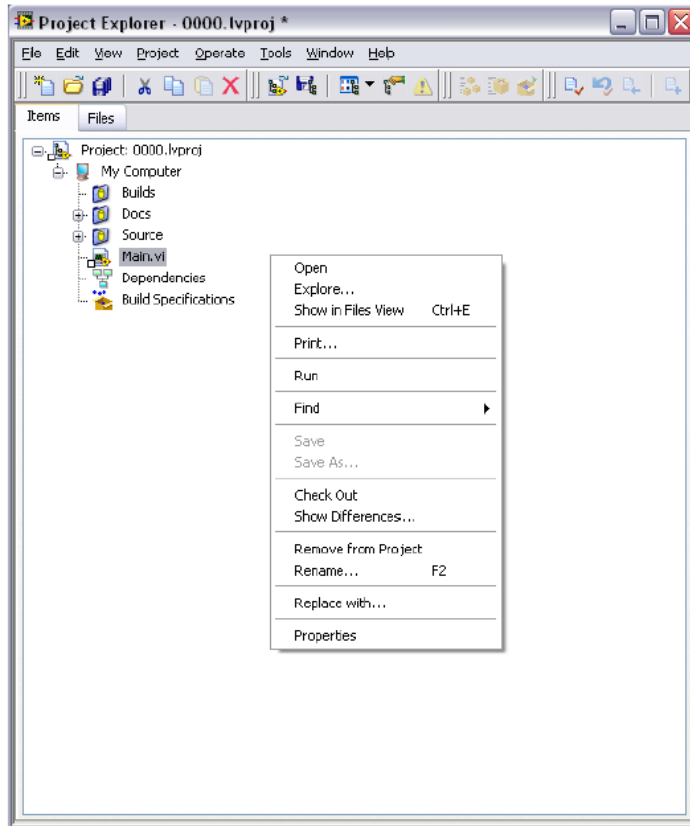 Project Explorer - 0000.lvproj *
File Edit View Project Operate Tools Window Help
Items Files
Project: 0000.lvproj
My Computer
Builds
Docs
Source
Main.vi
Dependencies
Build Specifications
Open
Explore...
Show in Files View Ctrl+E
Print...
Run
Find
Save
Save As...
Check Out
Show Differences...
Remove from Project
Rename... F2
Replace with...
Properties